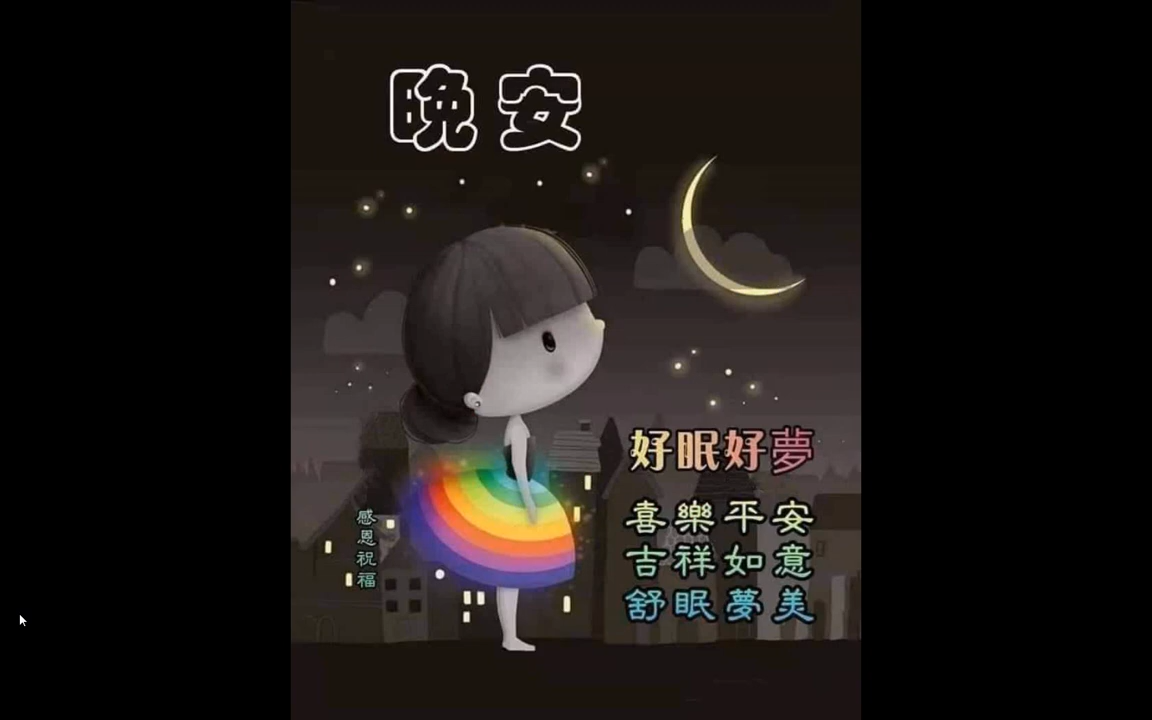 晚安
好眠好夢
喜樂平安
吉祥如意
舒眠夢美
感恩祝福